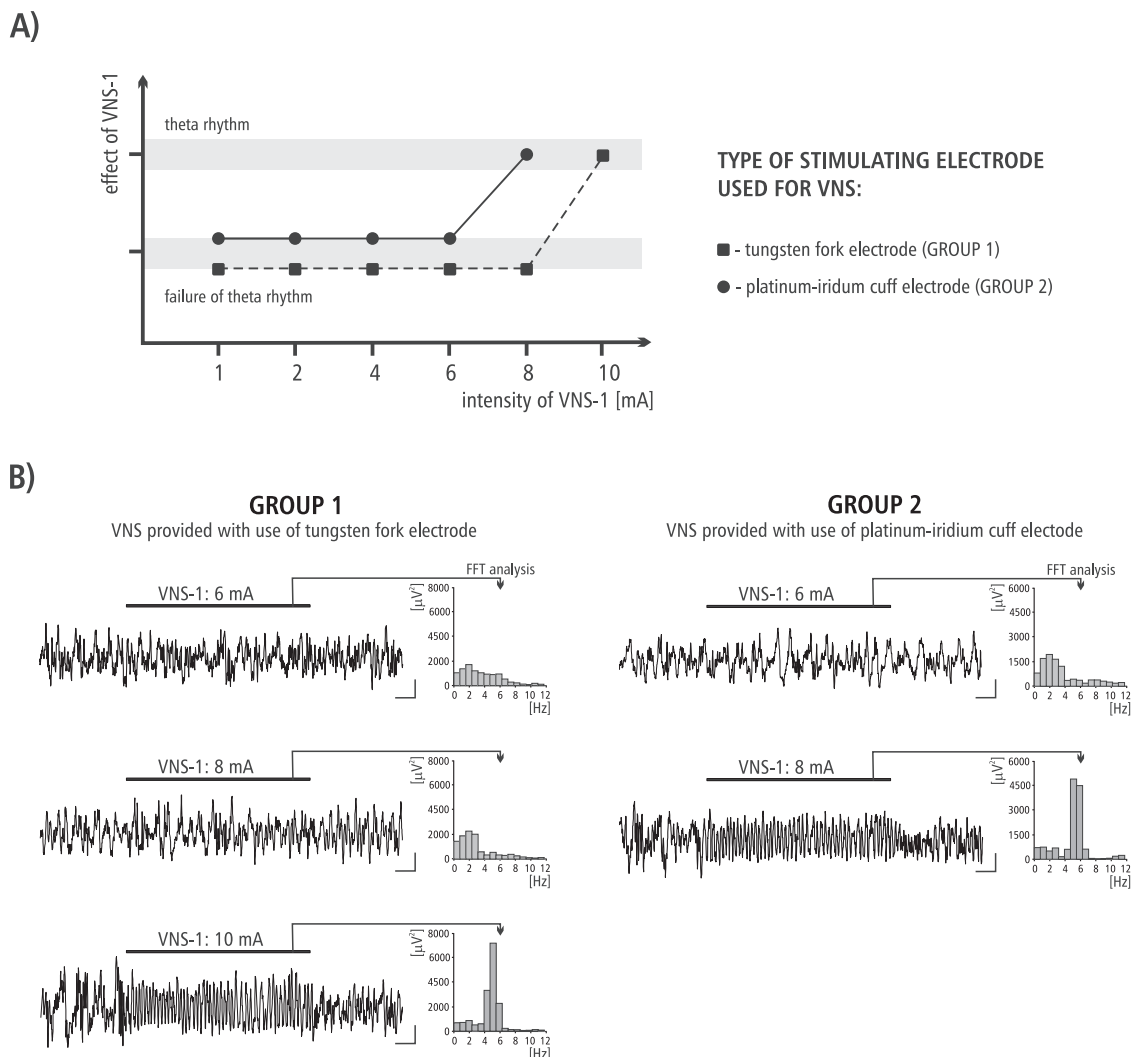 A)
effect of VNS-1
theta rhythm
failure of theta rhythm
1 2 4 6 8 10
intensity of VNS-1 [mA]
TYPE OF STIMULATING ELECTRODE
USED FOR VNS:
- tungsten fork electrode (GROUP 1)
- platinum-iridum cuff electrode (GROUP 2)
B)
GROUP 1
VNS provided with use of tungsten fork electrode
FFT analysis
VNS-1: 6 mA
[µV²]
8000
6000
4500
2000
0
0 2 4 6 8 10 12
[Hz]
VNS-1: 8 mA
[µV²]
8000
6000
4500
2000
0
0 2 4 6 8 10 12
[Hz]
VNS-1: 10 mA
[µV²]
8000
6000
4500
2000
0
0 2 4 6 8 10 12
[Hz]
GROUP 2
VNS provided with use of platinum-iridium cuff electode
FFT analysis
VNS-1: 6 mA
[µV²]
6000
4500
3000
1500
0
0 2 4 6 8 10 12
[Hz]
VNS-1: 8 mA
[µV²]
6000
4500
3000
1500
0
0 2 4 6 8 10 12
[Hz]